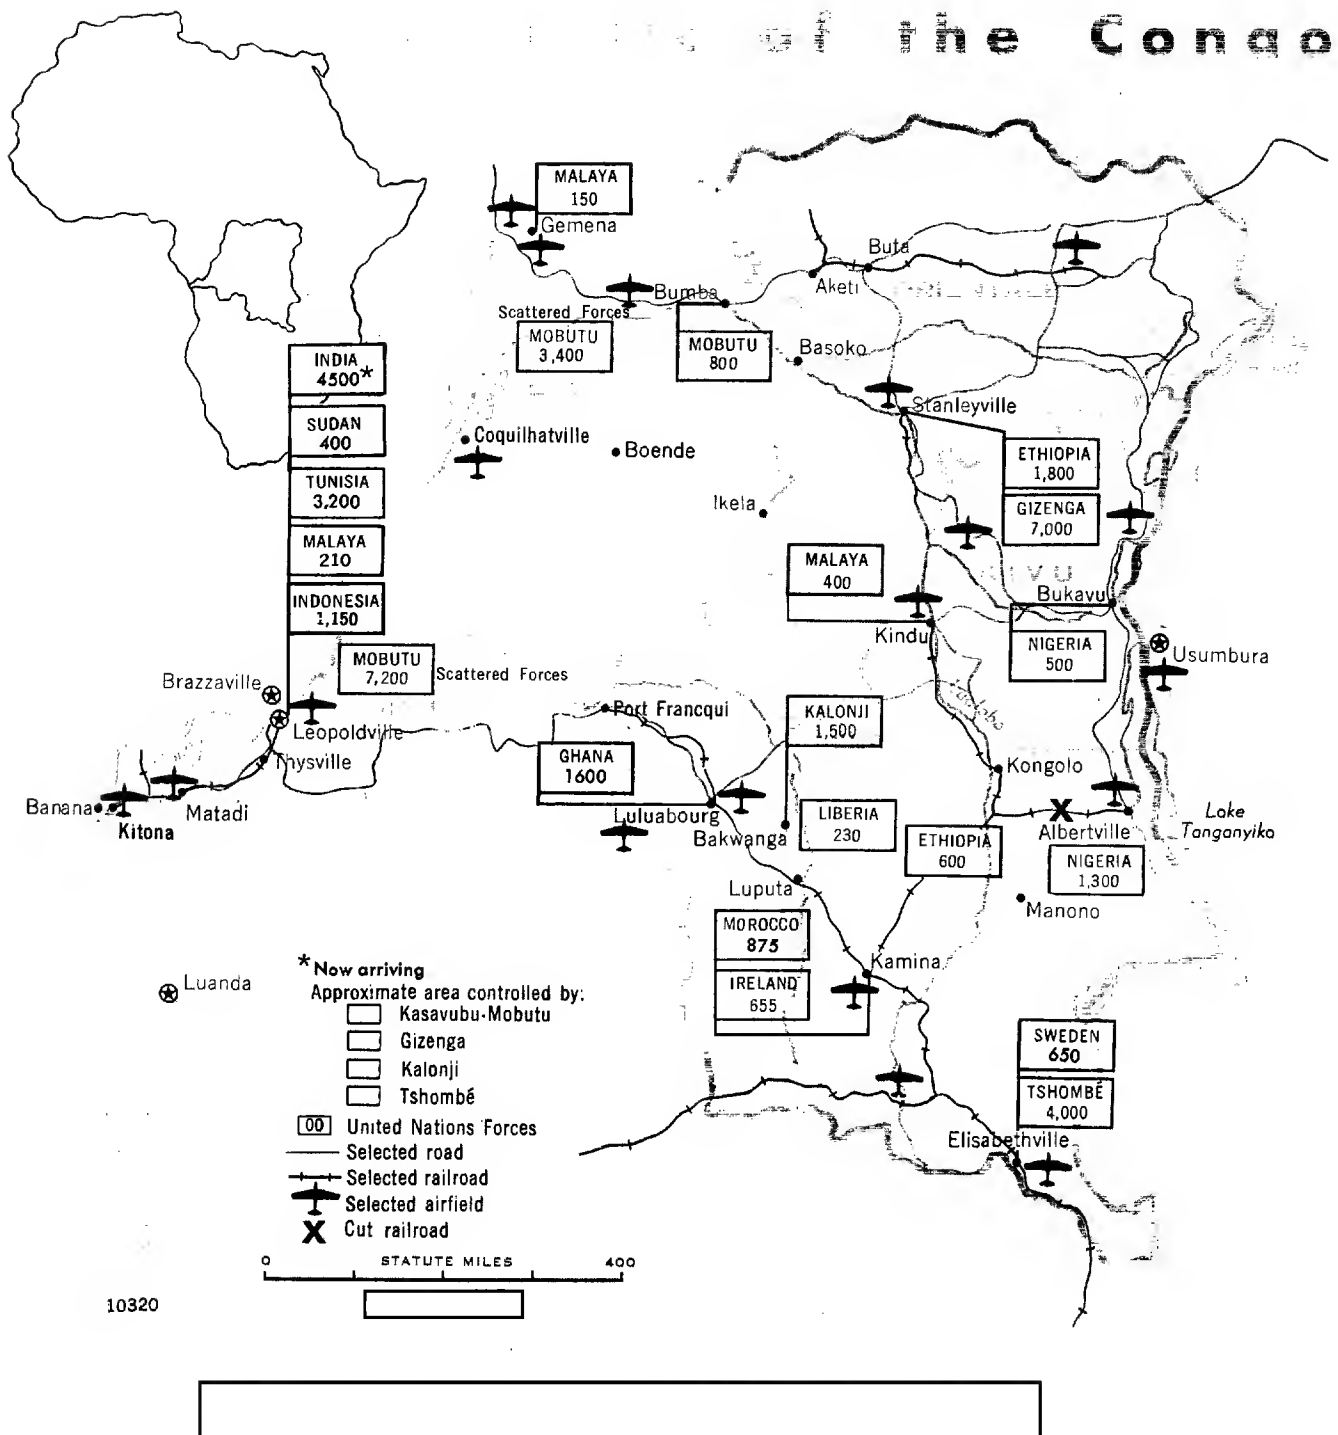 of the Congo
MALAYA
150
Gemena
Buta
Aketi
Bumba
Scattered Forces
MOBUTU
3,400
MOBUTU
800
Basoko
INDIA
4500*
Stanleyville
SUDAN
400
Coquilhatville
Boende
ETHIOPIA
1,800
TUNISIA
3,200
Ikela
GIZENGA
7,000
MALAYA
210
MALAYA
400
KIVU
Bukavu
INDONESIA
1,150
Kindu
NIGERIA
500
Usumbura
MOBUTU
7,200
Scattered Forces
Brazzaville
Leopoldville
Port Francqui
KALONJI
1,500
Lualaba
Thysville
GHANA
1600
Kongolo
Banana
Kitona
Matadi
Luluabourg
Bakwanga
LIBERIA
230
ETHIOPIA
600
Albertville
Lake
Tanganyika
NIGERIA
1,300
Luputa
Manono
MOROCCO
875
Kamina
IRELAND
655
Luanda
*Now arriving
Approximate area controlled by:
Kasavubu-Mobutu
Gizenga
Kalonji
Tshombé
00 United Nations Forces
Selected road
Selected railroad
Selected airfield
X Cut railroad
SWEDEN
650
TSHOMBÉ
4,000
Elisabethville
0 STATUTE MILES 400
10320